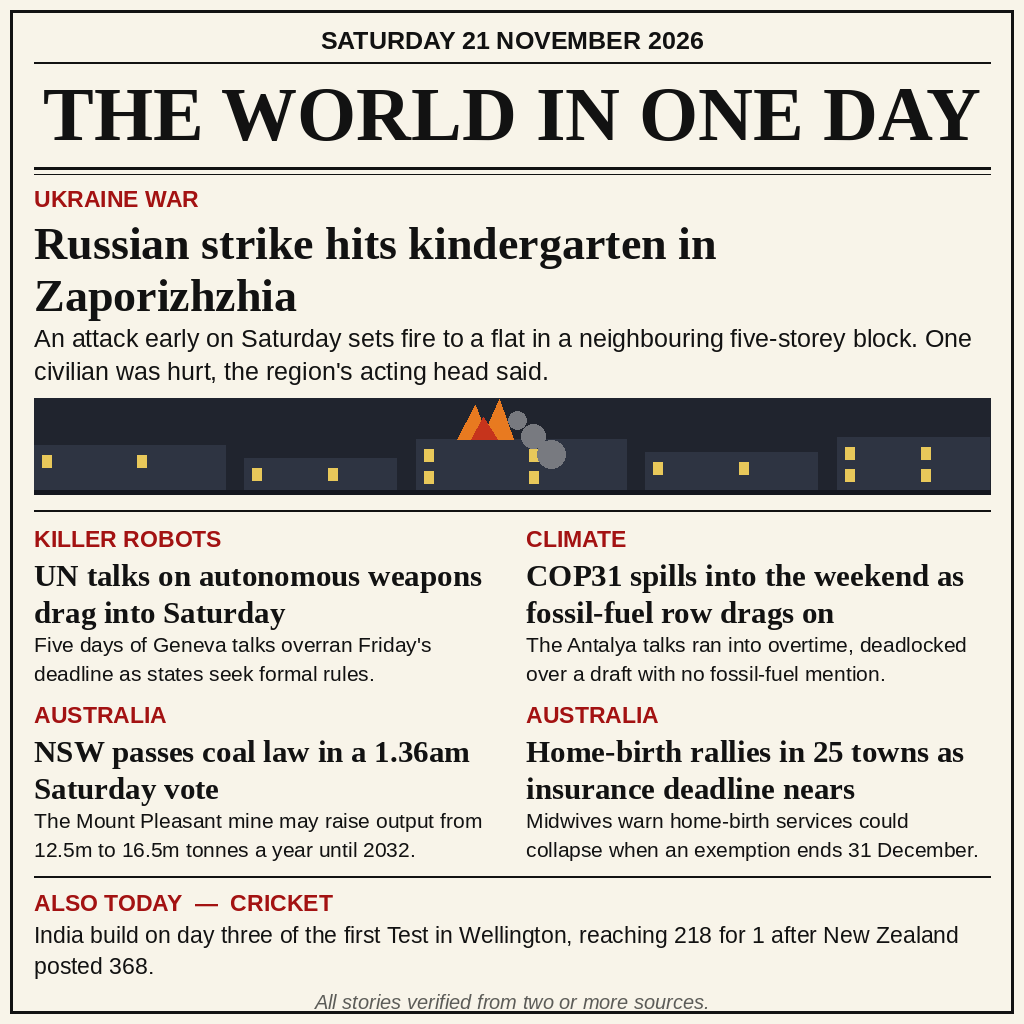 SATURDAY 21 NOVEMBER 2026
THE WORLD IN ONE DAY
UKRAINE WAR
Russian strike hits kindergarten in
Zaporizhzhia
An attack early on Saturday sets fire to a flat in a neighbouring five-storey block. One
civilian was hurt, the region's acting head said.
KILLER ROBOTS
UN talks on autonomous weapons
drag into Saturday
Five days of Geneva talks overran Friday's
deadline as states seek formal rules.
CLIMATE
COP31 spills into the weekend as
fossil-fuel row drags on
The Antalya talks ran into overtime, deadlocked
over a draft with no fossil-fuel mention.
AUSTRALIA
NSW passes coal law in a 1.36am
Saturday vote
The Mount Pleasant mine may raise output from
12.5m to 16.5m tonnes a year until 2032.
AUSTRALIA
Home-birth rallies in 25 towns as
insurance deadline nears
Midwives warn home-birth services could
collapse when an exemption ends 31 December.
ALSO TODAY — CRICKET
India build on day three of the first Test in Wellington, reaching 218 for 1 after New Zealand
posted 368.
All stories verified from two or more sources.